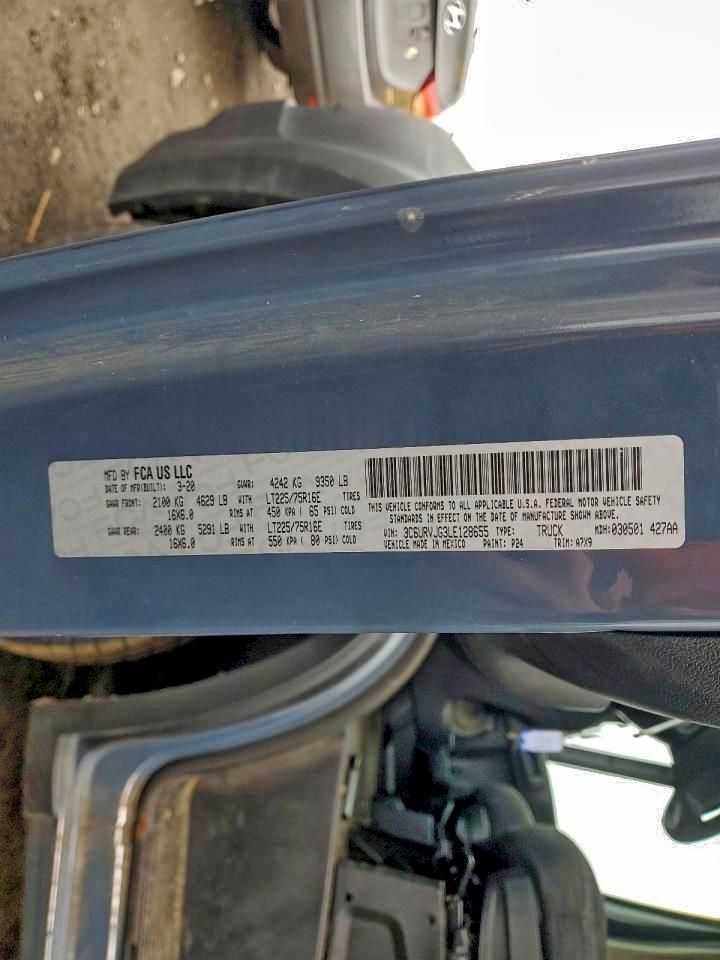 MFD BY FCA US LLC
DATE OF MFR(BUILT): 3-20 GVWR: 4242 KG 9350 LB
GAWR FRONT: 2100 KG 4629 LB WITH LT225/75R16E TIRES
16X6.0 RIMS AT 450 KPA ( 65 PSI) COLD
GAWR REAR: 2400 KG 5291 LB WITH LT225/75R16E TIRES
16X6.0 RIMS AT 550 KPA ( 80 PSI) COLD
THIS VEHICLE CONFORMS TO ALL APPLICABLE U.S.A. FEDERAL MOTOR VEHICLE SAFETY
STANDARDS IN EFFECT ON THE DATE OF MANUFACTURE SHOWN ABOVE.
VIN: 3C6URVJG3LE128655 TYPE: TRUCK MDH:030501 427AA
VEHICLE MADE IN MEXICO PAINT: P24 TRIM: A7X9